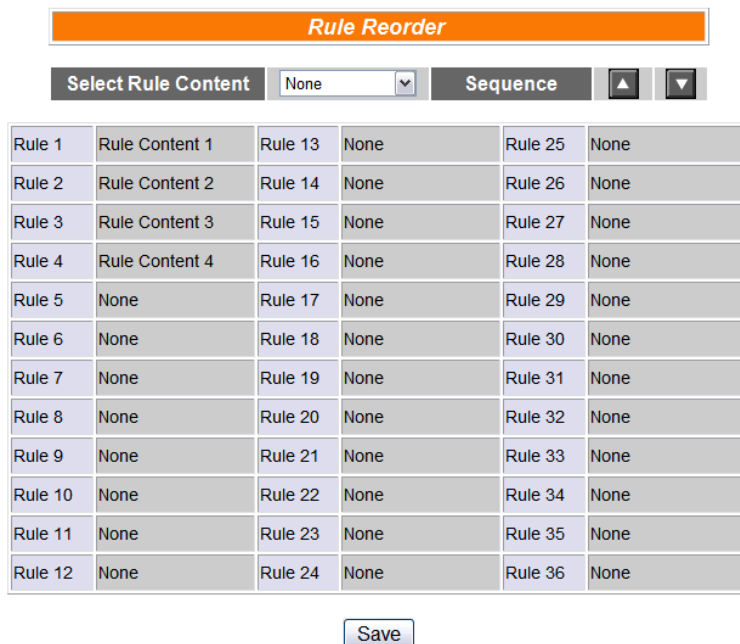 Rule Reorder
Select Rule Content None Sequence
Rule 1 Rule Content 1 Rule 13 None Rule 25 None
Rule 2 Rule Content 2 Rule 14 None Rule 26 None
Rule 3 Rule Content 3 Rule 15 None Rule 27 None
Rule 4 Rule Content 4 Rule 16 None Rule 28 None
Rule 5 None Rule 17 None Rule 29 None
Rule 6 None Rule 18 None Rule 30 None
Rule 7 None Rule 19 None Rule 31 None
Rule 8 None Rule 20 None Rule 32 None
Rule 9 None Rule 21 None Rule 33 None
Rule 10 None Rule 22 None Rule 34 None
Rule 11 None Rule 23 None Rule 35 None
Rule 12 None Rule 24 None Rule 36 None
Save